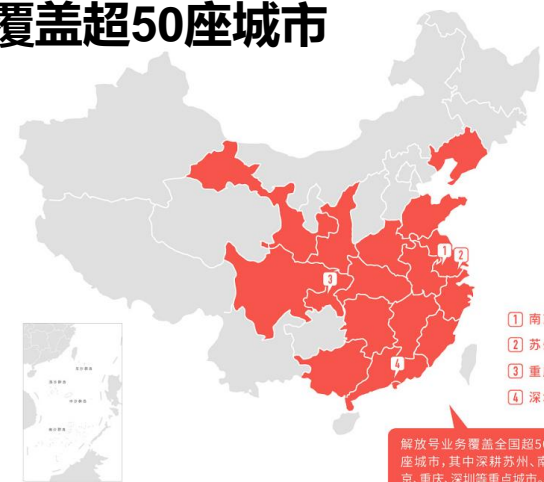 覆盖超50座城市
1
2
3
4
1 南
2 苏
3 重
4 深
解放号业务覆盖全国超50
座城市,其中深耕苏州、南
京、重庆、深圳等重点城市。